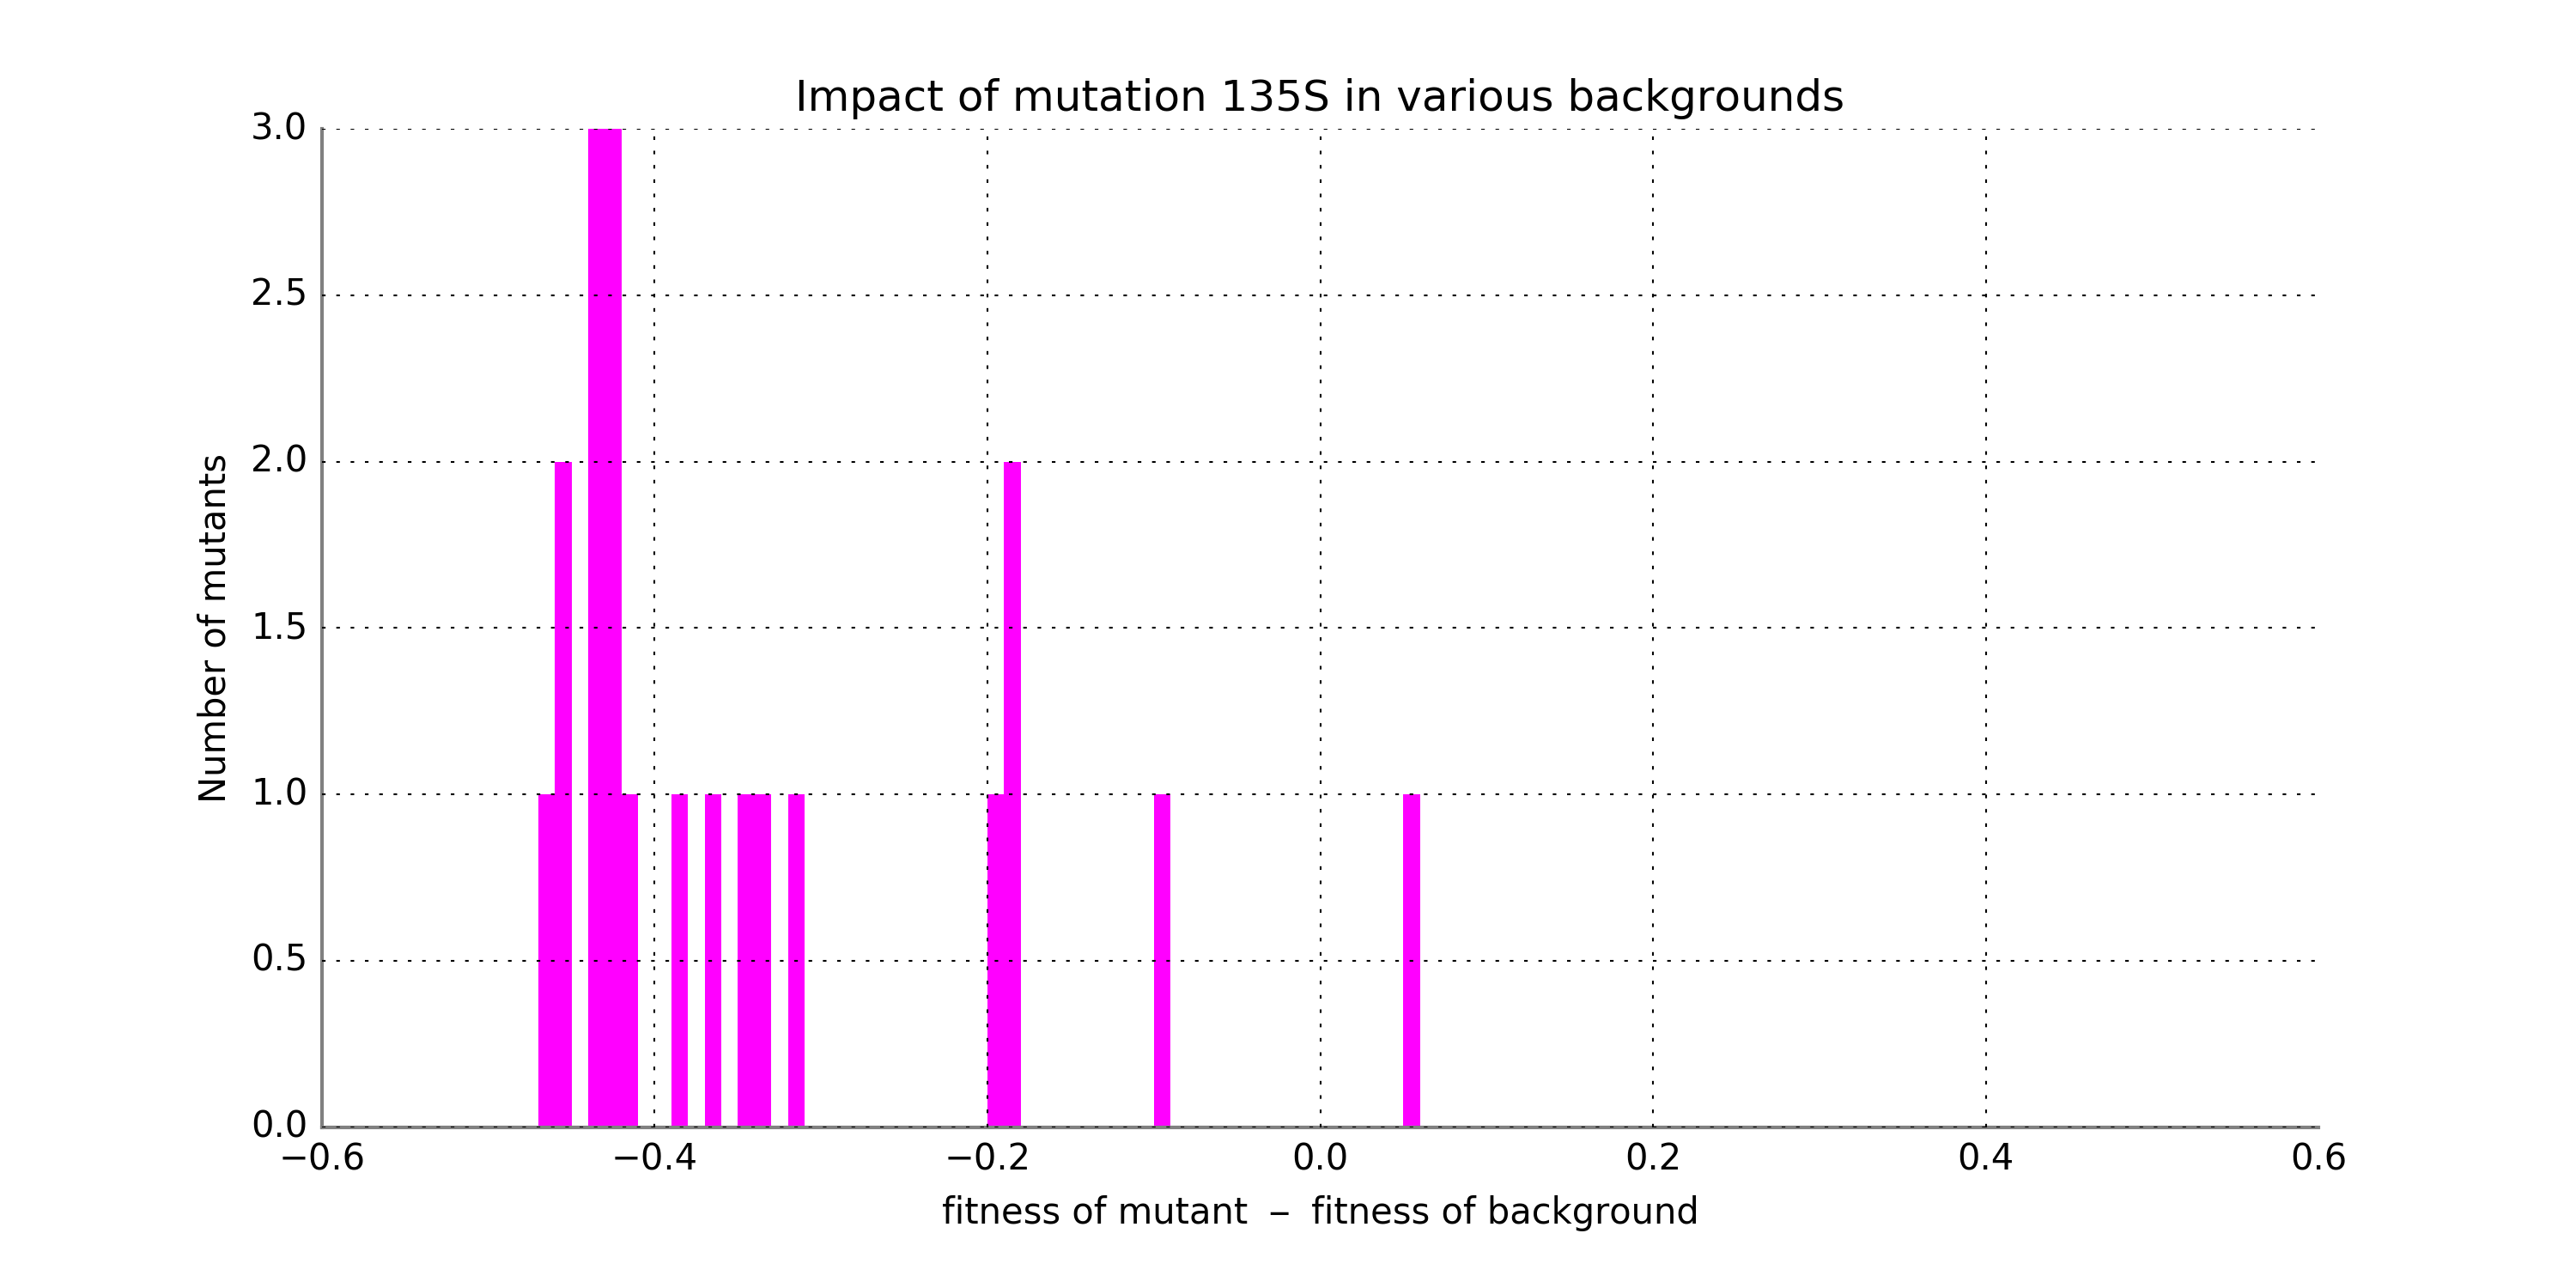 Impact of mutation 135S in various backgrounds
3.0
2.5
2.0
1.5
1.0
0.5
0.0
Number of mutants
−0.6 −0.4 −0.2 0.0 0.2 0.4 0.6
fitness of mutant − fitness of background